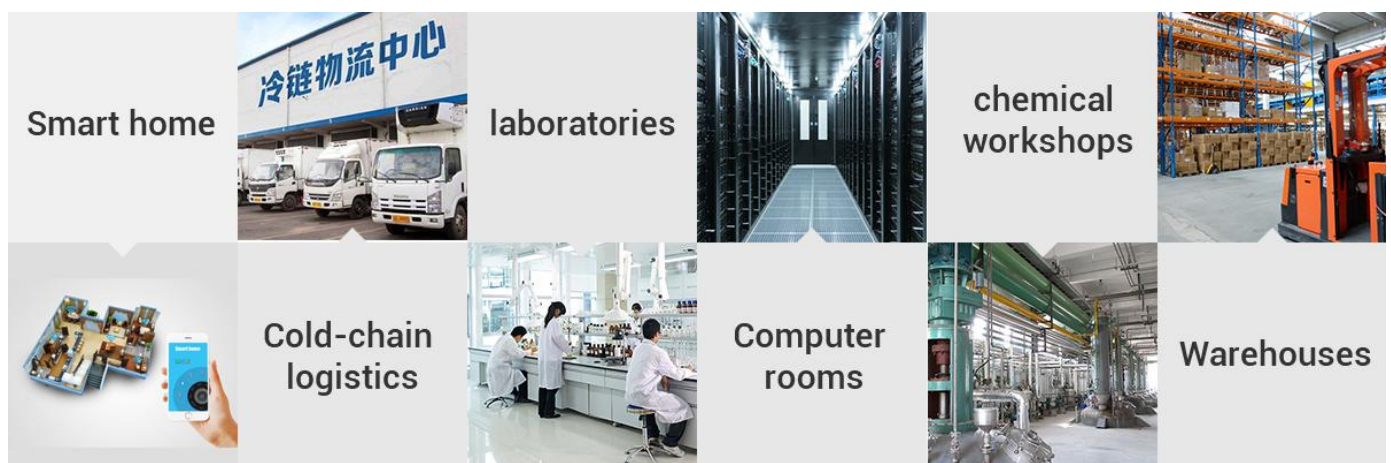 Smart home
冷链物流中心
laboratories
chemical
workshops
Cold-chain
logistics
Computer
rooms
Warehouses